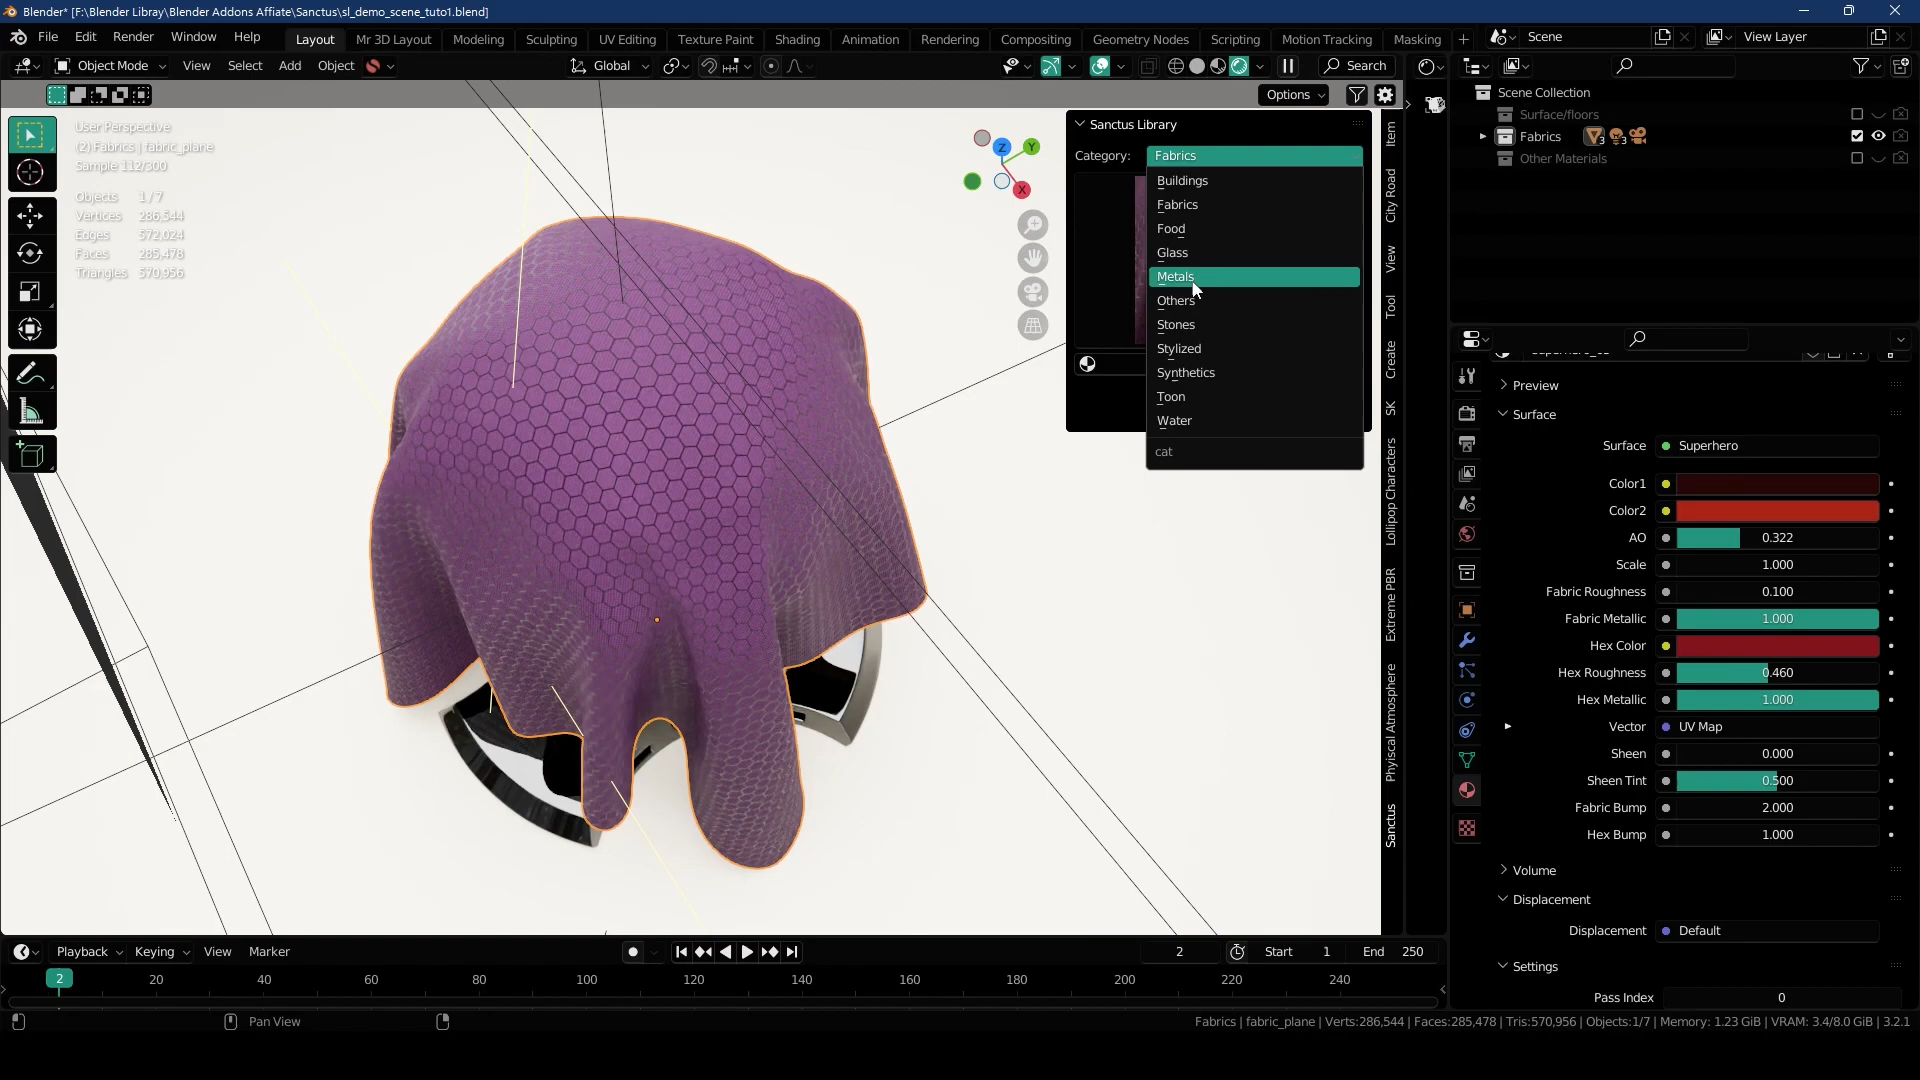 Blender* [F:\Blender Libray\Blender Addons Affiate\Sanctus\sl_demo_scene_tuto1.blend]
File Edit Render Window Help Layout Mr 3D Layout Modeling Sculpting UV Editing Texture Paint Shading Animation Rendering Compositing Geometry Nodes Scripting Motion Tracking Masking Scene View Layer
Object Mode View Select Add Object Global Search
Options
User Perspective
(2) Fabrics | fabric_plane
Sample 112/300
Objects 1/7
Vertices 286,544
Edges 572,024
Faces 285,478
Triangles 570,956
Z
Y
X
Sanctus Library
Category: Fabrics
Buildings
Fabrics
Food
Glass
Metals
Others
Stones
Stylized
Synthetics
Toon
Water
cat
Item
City Road
View
Tool
Create
SK
Lollipop Characters
Extreme PBR
Phyiscal Atmosphere
Sanctus
Scene Collection
Surface/floors
Fabrics 3 3
Other Materials
Preview
Surface
Surface Superhero
Color1
Color2
AO 0.322
Scale 1.000
Fabric Roughness 0.100
Fabric Metallic 1.000
Hex Color
Hex Roughness 0.460
Hex Metallic 1.000
Vector UV Map
Sheen 0.000
Sheen Tint 0.500
Fabric Bump 2.000
Hex Bump 1.000
Volume
Displacement
Displacement Default
Settings
Pass Index 0
Playback Keying View Marker 2 Start 1 End 250
2 20 40 60 80 100 120 140 160 180 200 220 240
Pan View
Fabrics | fabric_plane | Verts:286,544 | Faces:285,478 | Tris:570,956 | Objects:1/7 | Memory: 1.23 GiB | VRAM: 3.4/8.0 GiB | 3.2.1